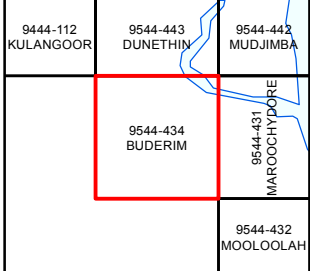 9444-112
KULANGOOR
9544-443
DUNETHIN
9544-442
MUDJIMBA
9544-434
BUDERIM
9544-431
MAROOCHYDORE
9544-432
MOOLOOLAH